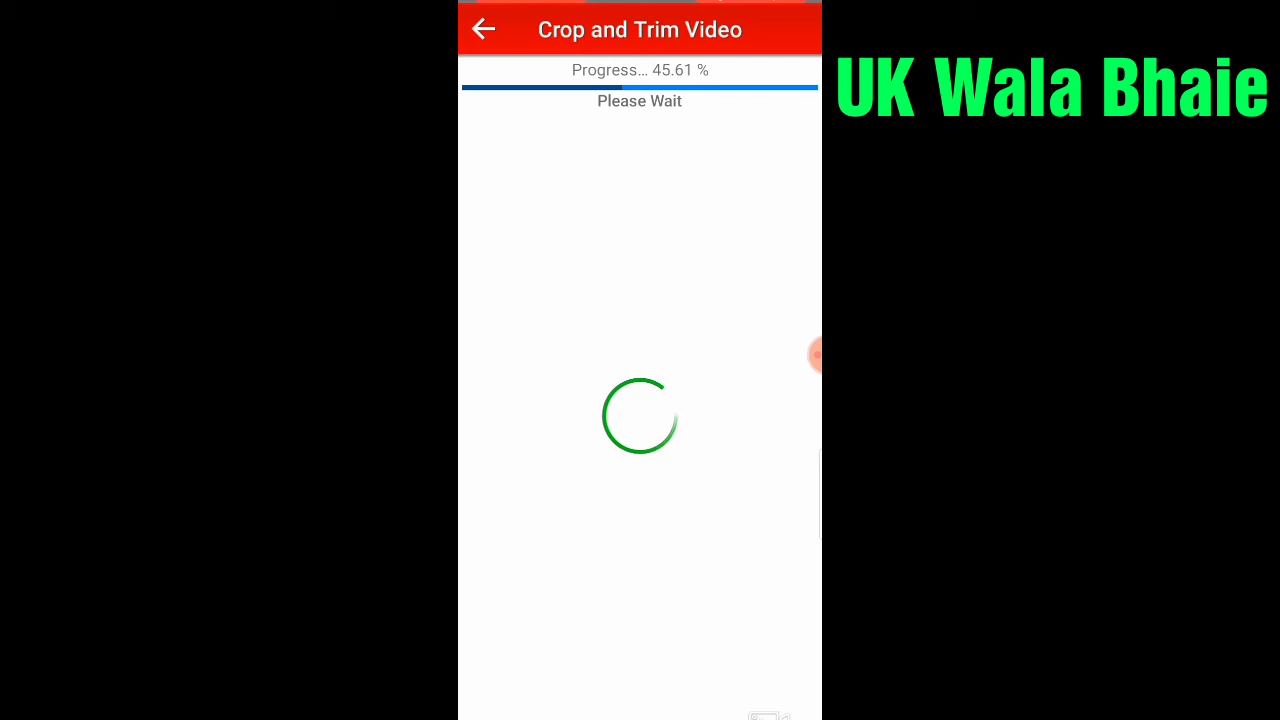 Crop and Trim Video
Progress... 45.61 %
Please Wait
UK Wala Bhaie